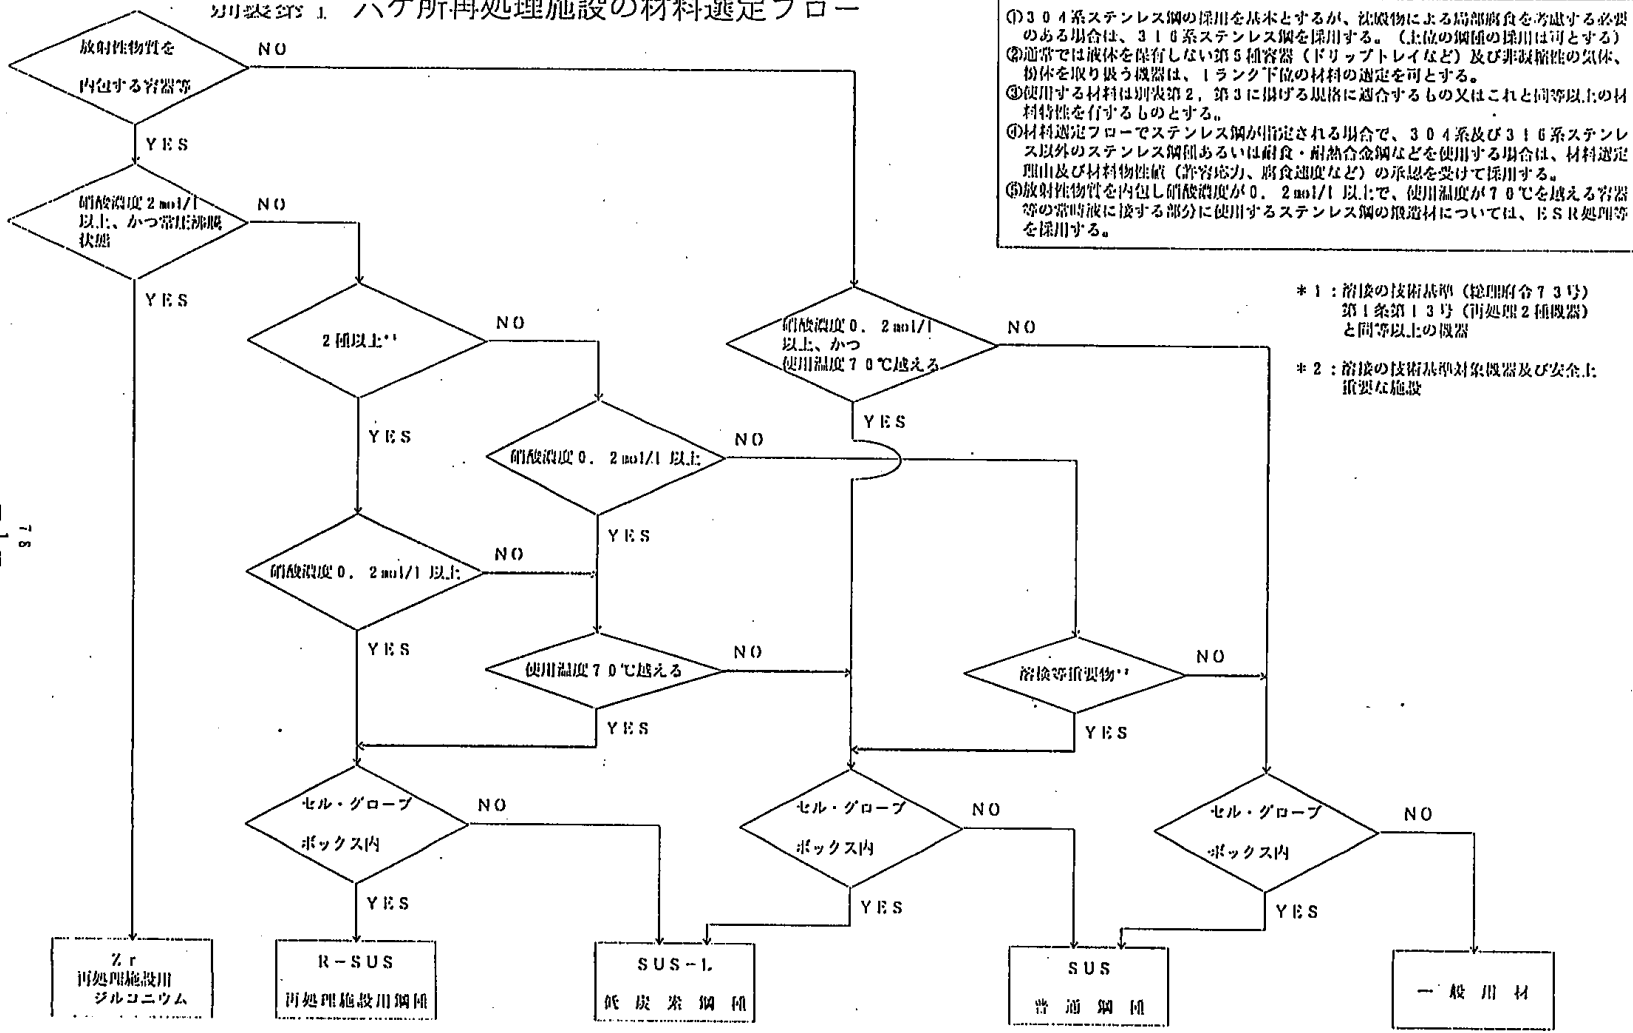 別表第1 六ケ所再処理施設の材料選定フロー
①304系ステンレス鋼の採用を基本とするが、沈殿物による局部腐食を考慮する必要
のある場合は、316系ステンレス鋼を採用する。(上位の鋼種の採用は可とする)
②通常では液体を保有しない第5種容器(ドリップトレイなど)及び非凝縮性の気体、
粉体を取り扱う機器は、1ランク下位の材料の選定を可とする。
③使用する材料は別表第2,第3に掲げる規格に適合するもの又はこれと同等以上の材
料特性を有するものとする。
④材料選定フローでステンレス鋼が指定される場合で、304系及び316系ステンレ
ス以外のステンレス鋼種あるいは耐食・耐熱合金鋼などを使用する場合は、材料選定
理由及び材料物性値(許容応力、腐食速度など)の承認を受けて採用する。
⑤放射性物質を内包し硝酸濃度が0.2mol/l 以上で、使用温度が70℃を越える容器
等の常時液に接する部分に使用するステンレス鋼の鍛造材については、ESR処理等
を採用する。
放射性物質を
内包する容器等
NO
YES
硝酸濃度2mol/l
以上、かつ常圧沸騰
状態
NO
YES
*1:溶接の技術基準(総理府令73号)
第1条第13号(再処理2種機器)
と同等以上の機器
*2:溶接の技術基準対象機器及び安全上
重要な施設
2種以上*1
NO
YES
硝酸濃度0.2mol/l
以上、かつ
使用温度70℃越える
NO
YES
硝酸濃度0.2mol/l 以上
NO
YES
硝酸濃度0.2mol/l 以上
NO
YES
78
使用温度70℃越える
NO
YES
溶接等重要物*2
NO
YES
セル・グローブ
ボックス内
NO
YES
セル・グローブ
ボックス内
NO
YES
セル・グローブ
ボックス内
NO
YES
Zr
再処理施設用
ジルコニウム
R-SUS
再処理施設用鋼種
SUS-L
低炭素鋼種
SUS
普通鋼種
一般用材